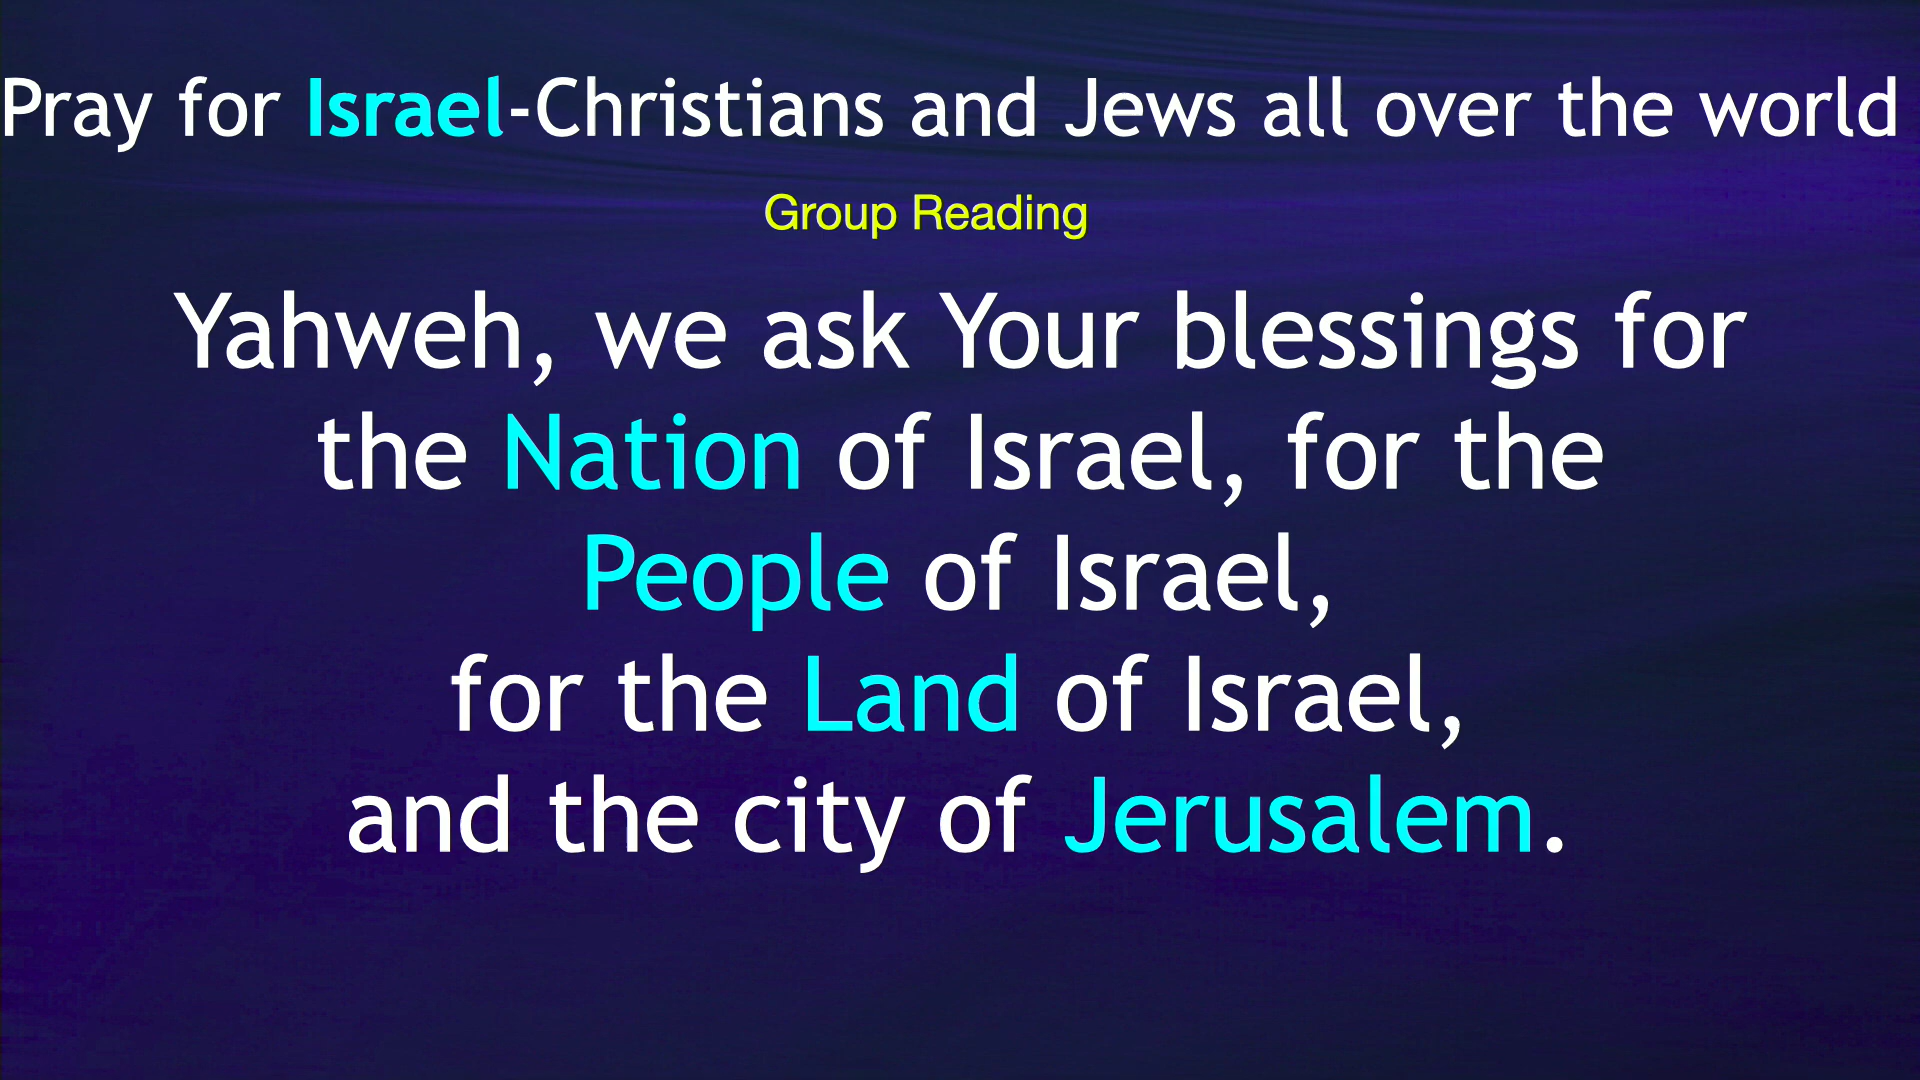 Pray for Israel-Christians and Jews all over the world
Group Reading
Yahweh, we ask Your blessings for
the Nation of Israel, for the
People of Israel,
for the Land of Israel,
and the city of Jerusalem.